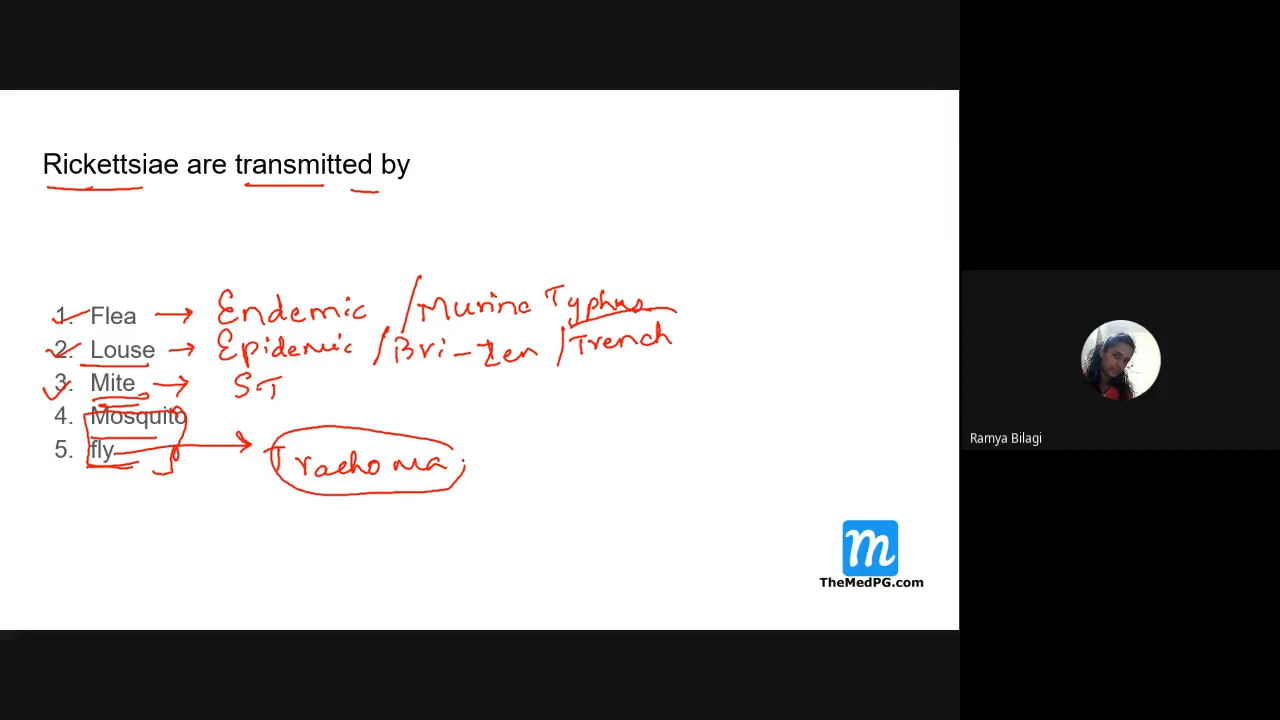 Rickettsiae are transmitted by
1. Flea → Endemic / Murine Typhus
2. Louse → Epidemic / Bri-zen / Trench
3. Mite → ST
4. Mosquito
5. fly → Trachoma
Ramya Bilagi
m
TheMedPG.com